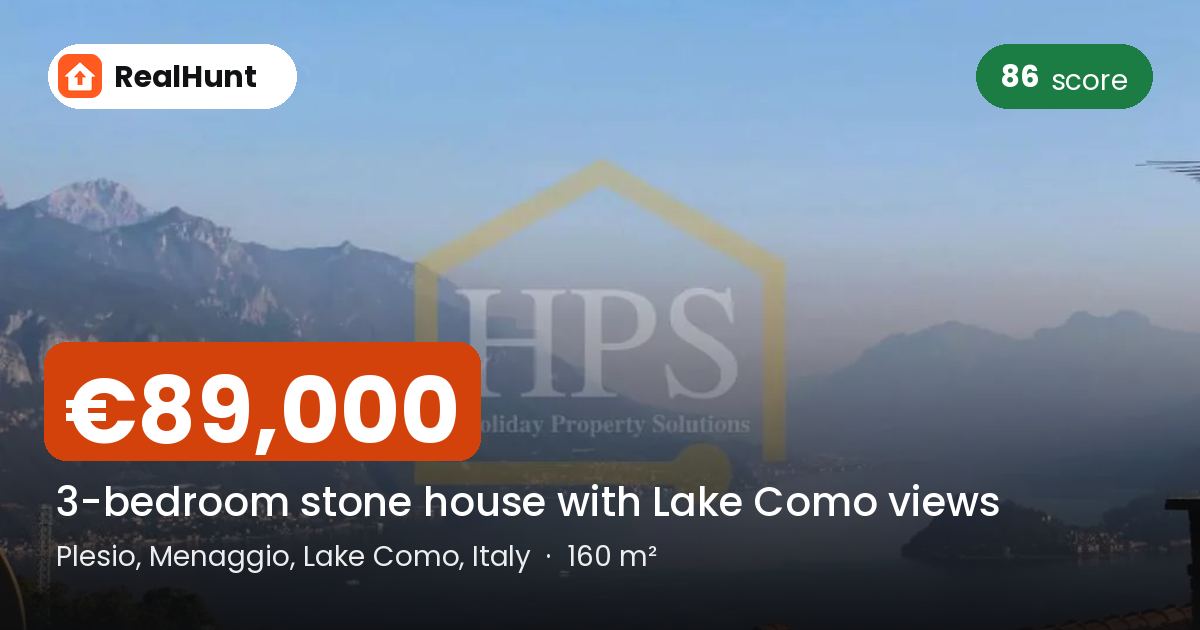 RealHunt
86 score
HPS
€89,000
oliday Property Solutions
3-bedroom stone house with Lake Como views
Plesio, Menaggio, Lake Como, Italy · 160 m²